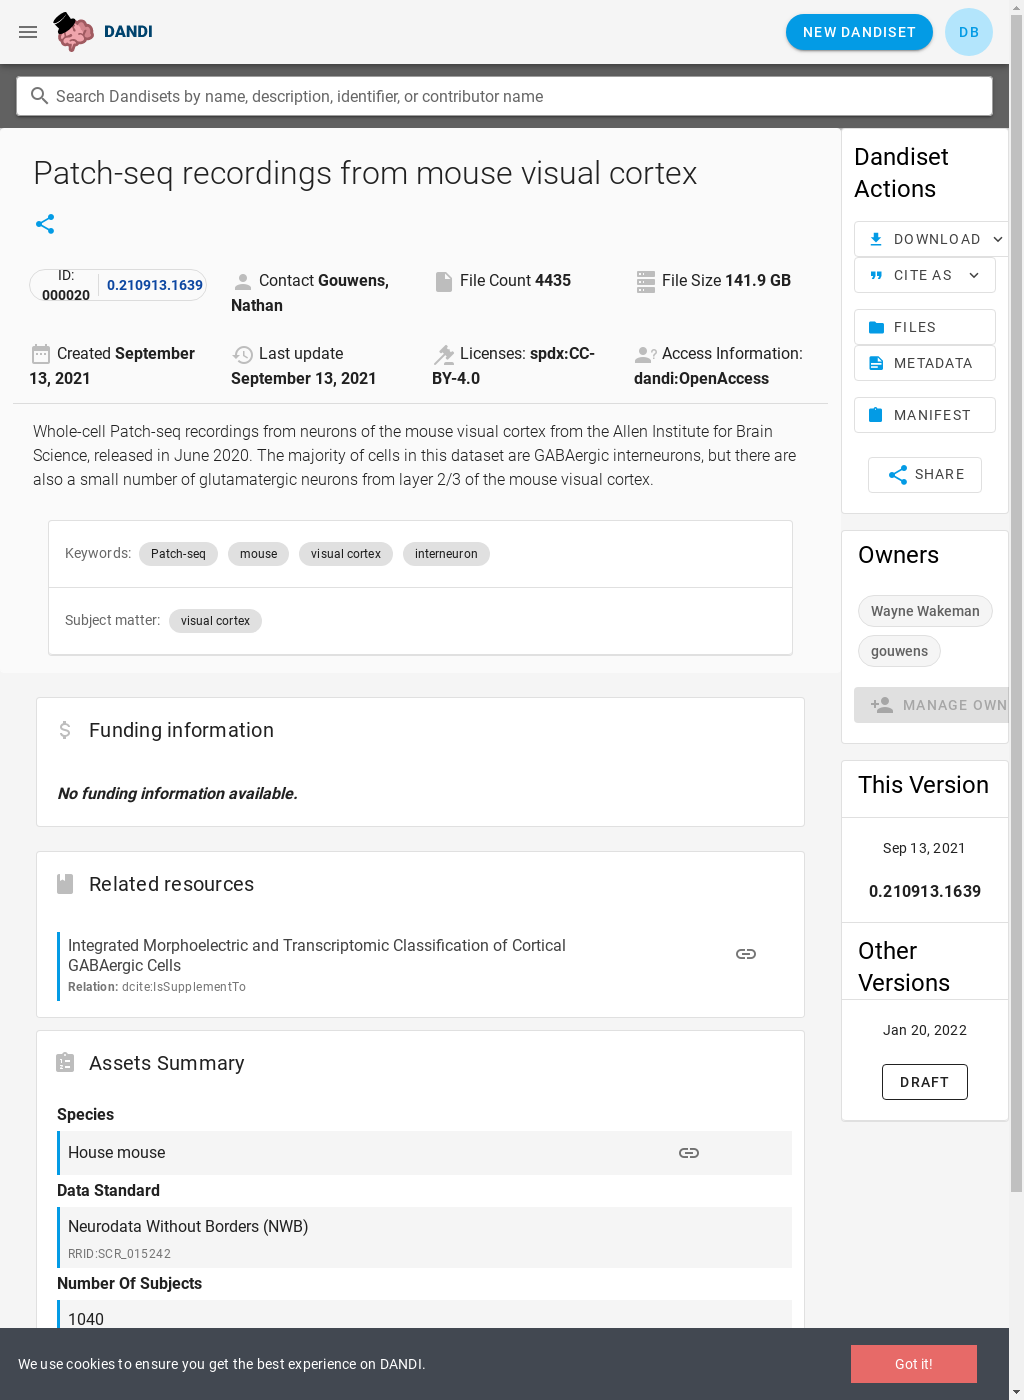 DANDI
NEW DANDISET
DB
Search Dandisets by name, description, identifier, or contributor name
Patch-seq recordings from mouse visual cortex
ID:
000020
0.210913.1639
Contact Gouwens,
Nathan
File Count 4435
File Size 141.9 GB
Created September
13, 2021
Last update
September 13, 2021
Licenses: spdx:CC-
BY-4.0
Access Information:
dandi:OpenAccess
Whole-cell Patch-seq recordings from neurons of the mouse visual cortex from the Allen Institute for Brain
Science, released in June 2020. The majority of cells in this dataset are GABAergic interneurons, but there are
also a small number of glutamatergic neurons from layer 2/3 of the mouse visual cortex.
Keywords: Patch-seq mouse visual cortex interneuron
Subject matter: visual cortex
Funding information
No funding information available.
Related resources
Integrated Morphoelectric and Transcriptomic Classification of Cortical
GABAergic Cells
Relation: dcite:IsSupplementTo
Assets Summary
Species
House mouse
Data Standard
Neurodata Without Borders (NWB)
RRID:SCR_015242
Number Of Subjects
1040
Dandiset
Actions
DOWNLOAD
CITE AS
FILES
METADATA
MANIFEST
SHARE
Owners
Wayne Wakeman
gouwens
MANAGE OWN
This Version
Sep 13, 2021
0.210913.1639
Other
Versions
Jan 20, 2022
DRAFT
We use cookies to ensure you get the best experience on DANDI.
Got it!